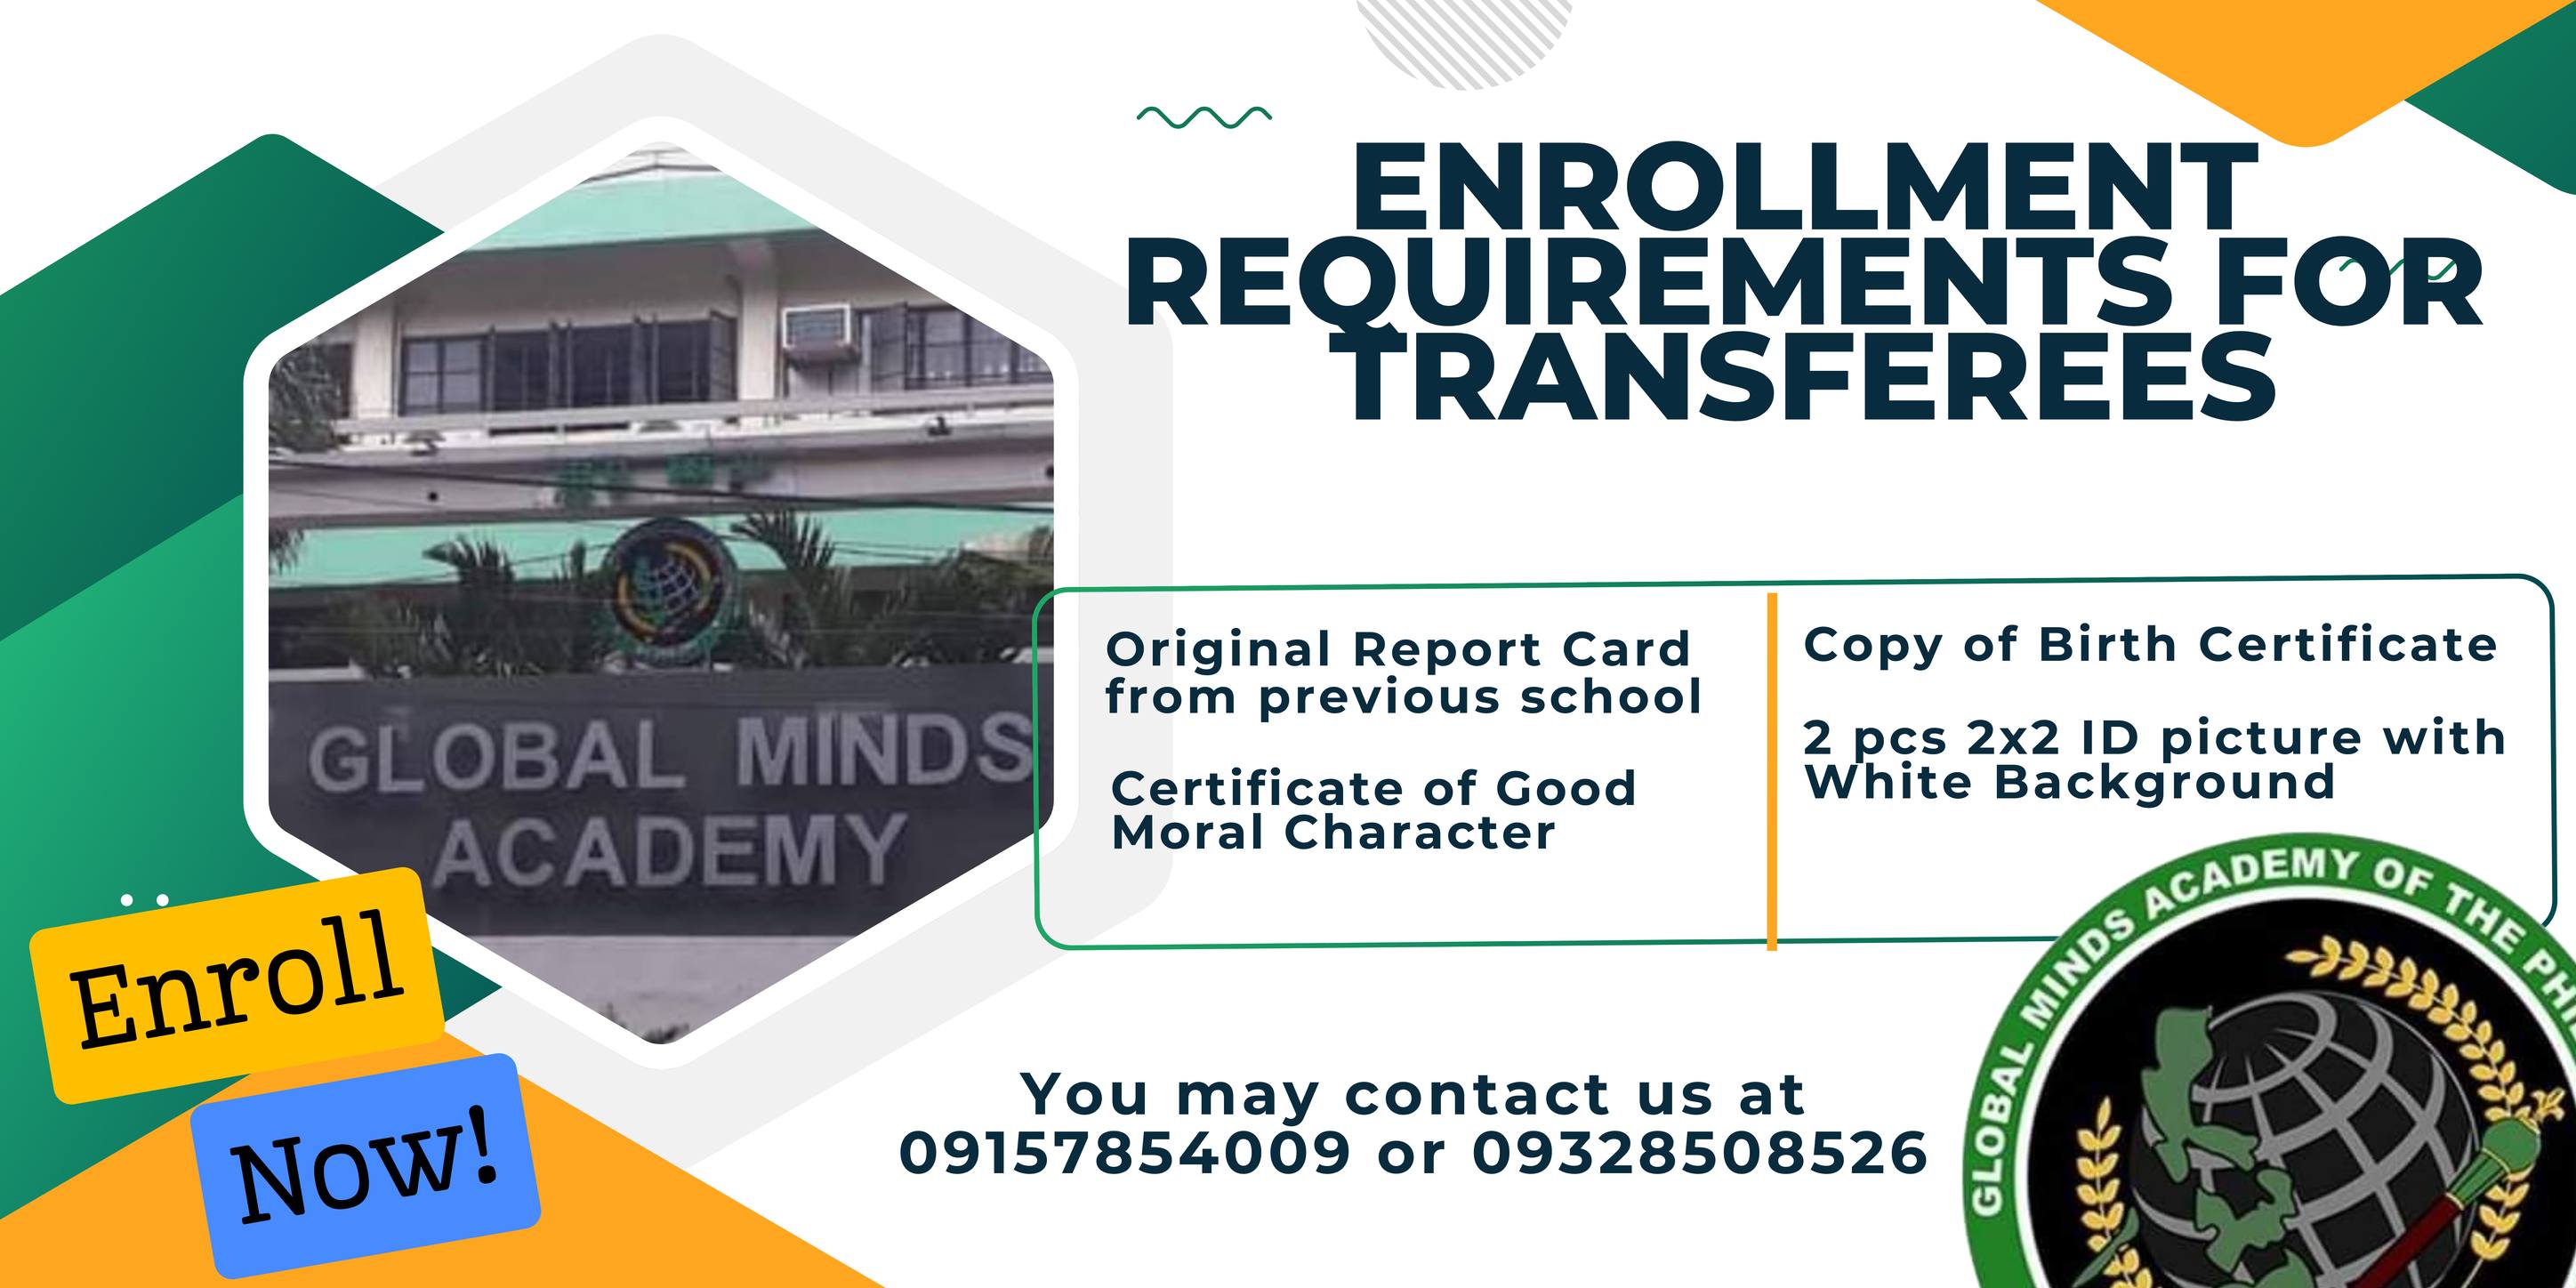 ENROLLMENT
REQUIREMENTS FOR
TRANSFEREES
Original Report Card
from previous school
Certificate of Good
Moral Character
Copy of Birth Certificate
2 pcs 2x2 ID picture with
White Background
GLOBAL MINDS
ACADEMY
Enroll
Now!
You may contact us at
09157854009 or 09328508526
GLOBAL MINDS ACADEMY OF THE PHI